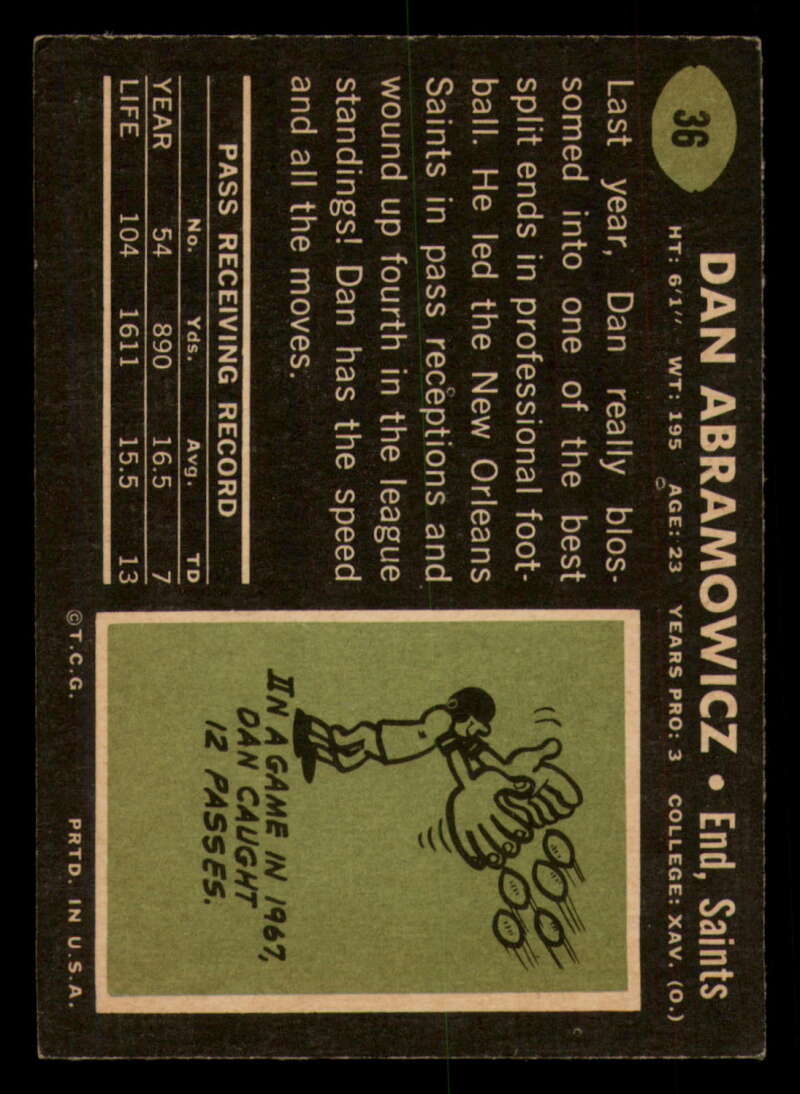 36
DAN ABRAMOWICZ • End, Saints
HT: 6'1" WT: 195 AGE: 23 YEARS PRO: 3 COLLEGE: XAV. (O.)
Last year, Dan really blos-
somed into one of the best
split ends in professional foot-
ball. He led the New Orleans
Saints in pass receptions and
wound up fourth in the league
standings! Dan has the speed
and all the moves.
PASS RECEIVING RECORD
No. Yds. Avg. TD
YEAR 54 890 16.5 7
LIFE 104 1611 15.5 13
IN A GAME IN 1967,
DAN CAUGHT
12 PASSES.
©T.C.G. PRTD. IN U.S.A.